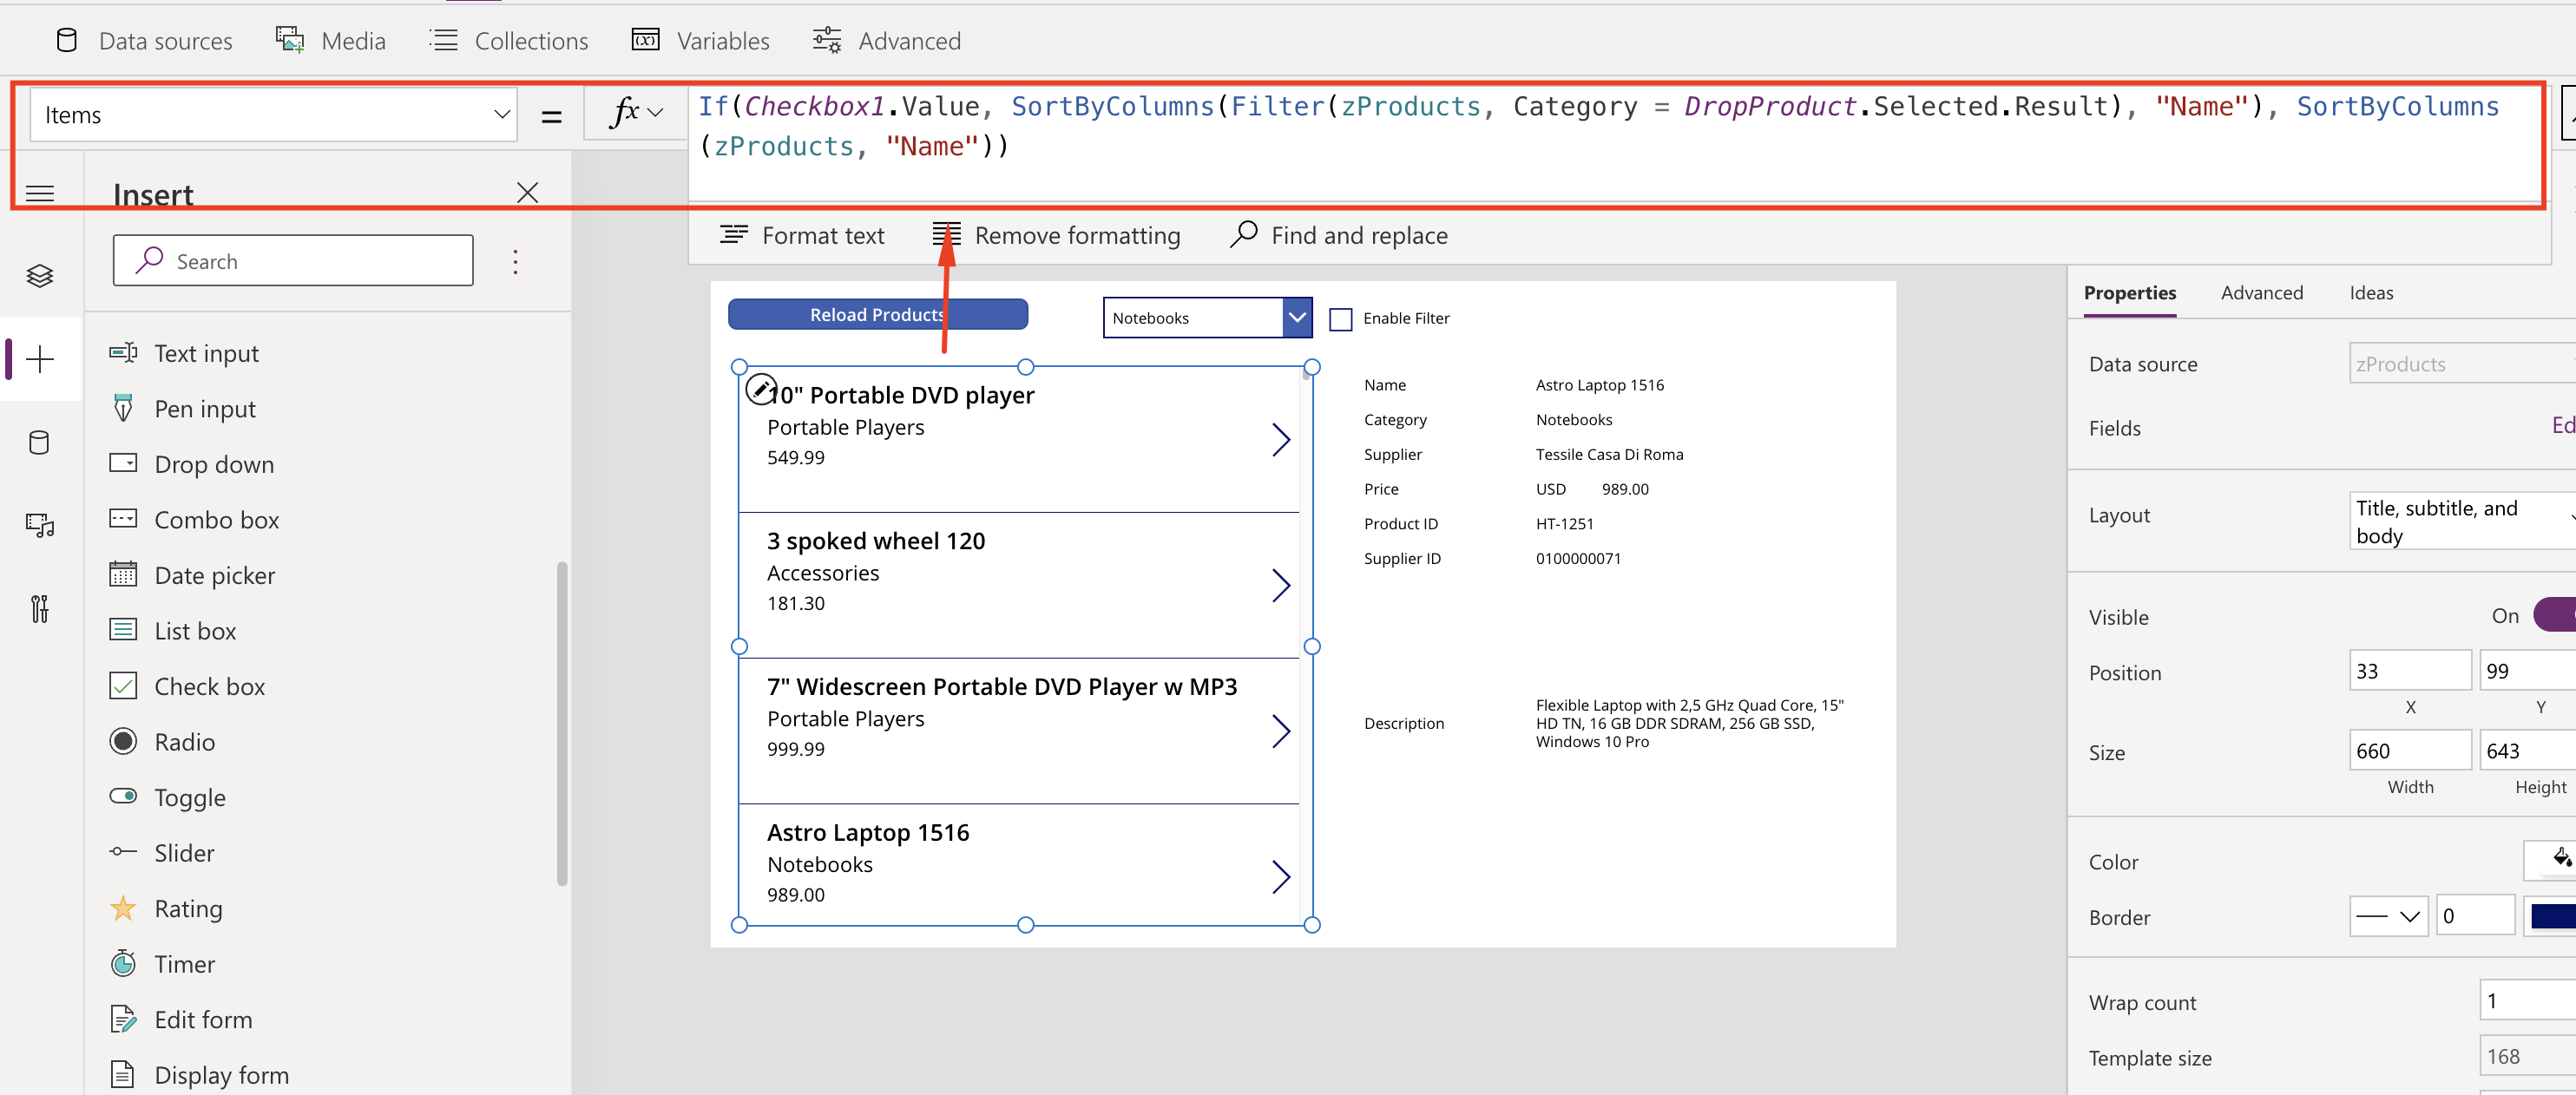 Data sources
Media
Collections
Variables
Advanced
Items
=
fx
If(Checkbox1.Value, SortByColumns(Filter(zProducts, Category = DropProduct.Selected.Result), "Name"), SortByColumns
(zProducts, "Name"))
Insert
Format text
Remove formatting
Find and replace
Search
Text input
Pen input
Drop down
Combo box
Date picker
List box
Check box
Radio
Toggle
Slider
Rating
Timer
Edit form
Display form
Reload Products
Notebooks
Enable Filter
10" Portable DVD player
Portable Players
549.99
3 spoked wheel 120
Accessories
181.30
7" Widescreen Portable DVD Player w MP3
Portable Players
999.99
Astro Laptop 1516
Notebooks
989.00
Name Astro Laptop 1516
Category Notebooks
Supplier Tessile Casa Di Roma
Price USD 989.00
Product ID HT-1251
Supplier ID 0100000071
Description
Flexible Laptop with 2,5 GHz Quad Core, 15"
HD TN, 16 GB DDR SDRAM, 256 GB SSD,
Windows 10 Pro
Properties
Advanced
Ideas
Data source zProducts
Fields Ed
Layout
Title, subtitle, and
body
Visible On
Position 33 99
X Y
Size 660 643
Width Height
Color
Border 0
Wrap count 1
Template size 168